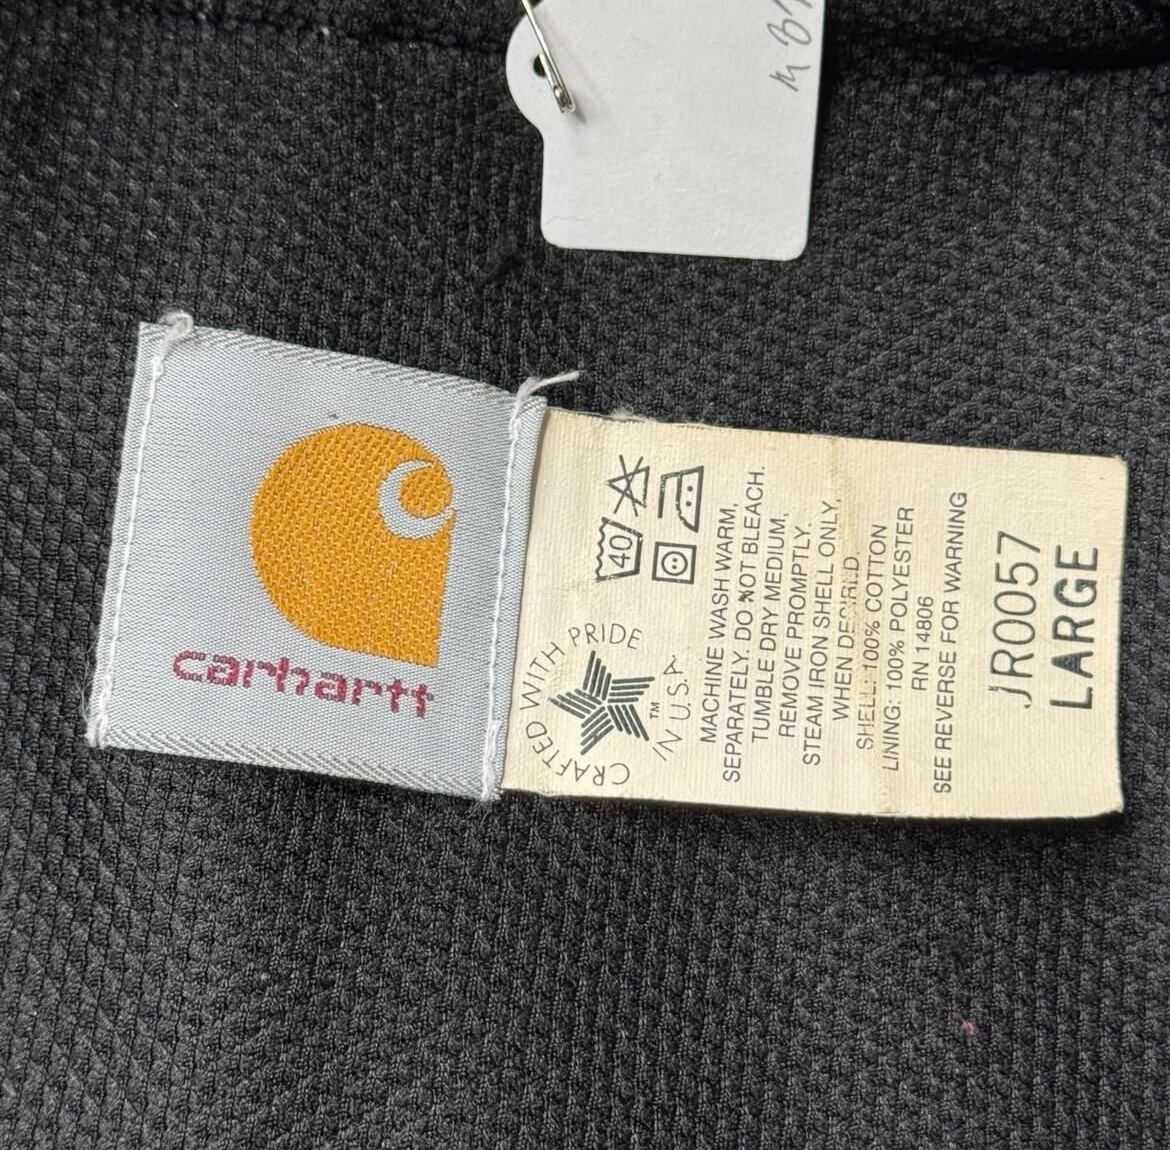 carhartt
40
CRAFTED WITH PRIDE
IN U.S.A.
TM
MACHINE WASH WARM,
SEPARATELY. DO NOT BLEACH.
TUMBLE DRY MEDIUM,
REMOVE PROMPTLY.
STEAM IRON SHELL ONLY,
WHEN DESIRED.
SHELL: 100% COTTON
LINING: 100% POLYESTER
RN 14806
SEE REVERSE FOR WARNING
JR0057
LARGE